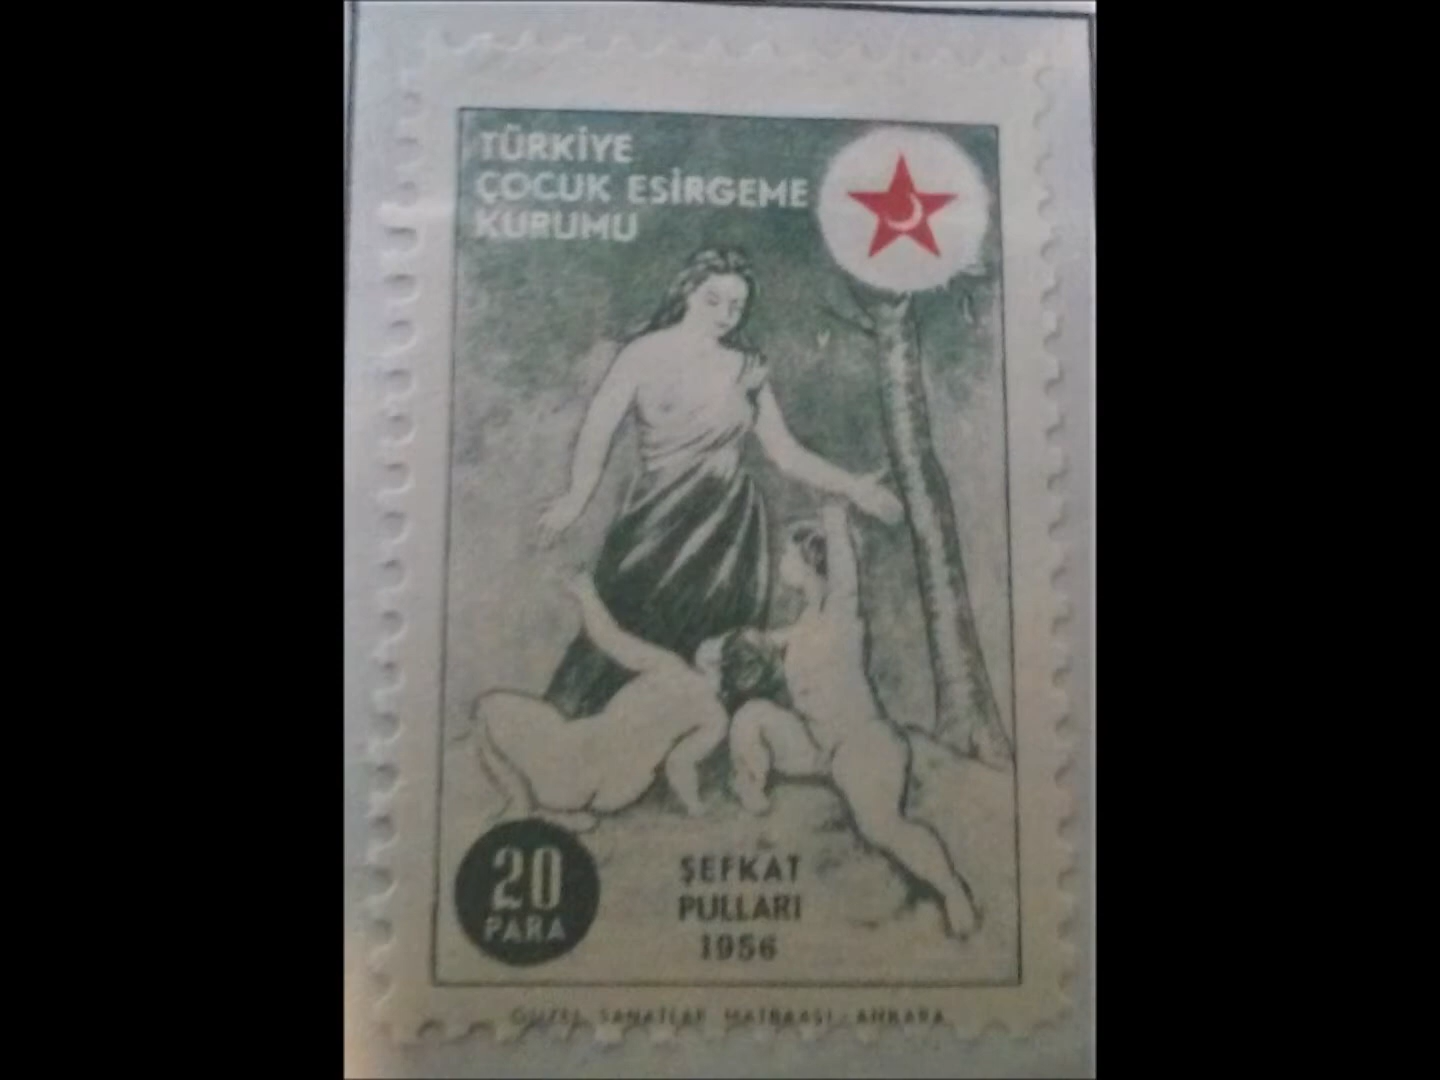 TÜRKİYE
ÇOCUK ESİRGEME
KURUMU
20
PARA
ŞEFKAT
PULLARI
1956
GÜZEL SANATLAR MATBAASI - ANKARA